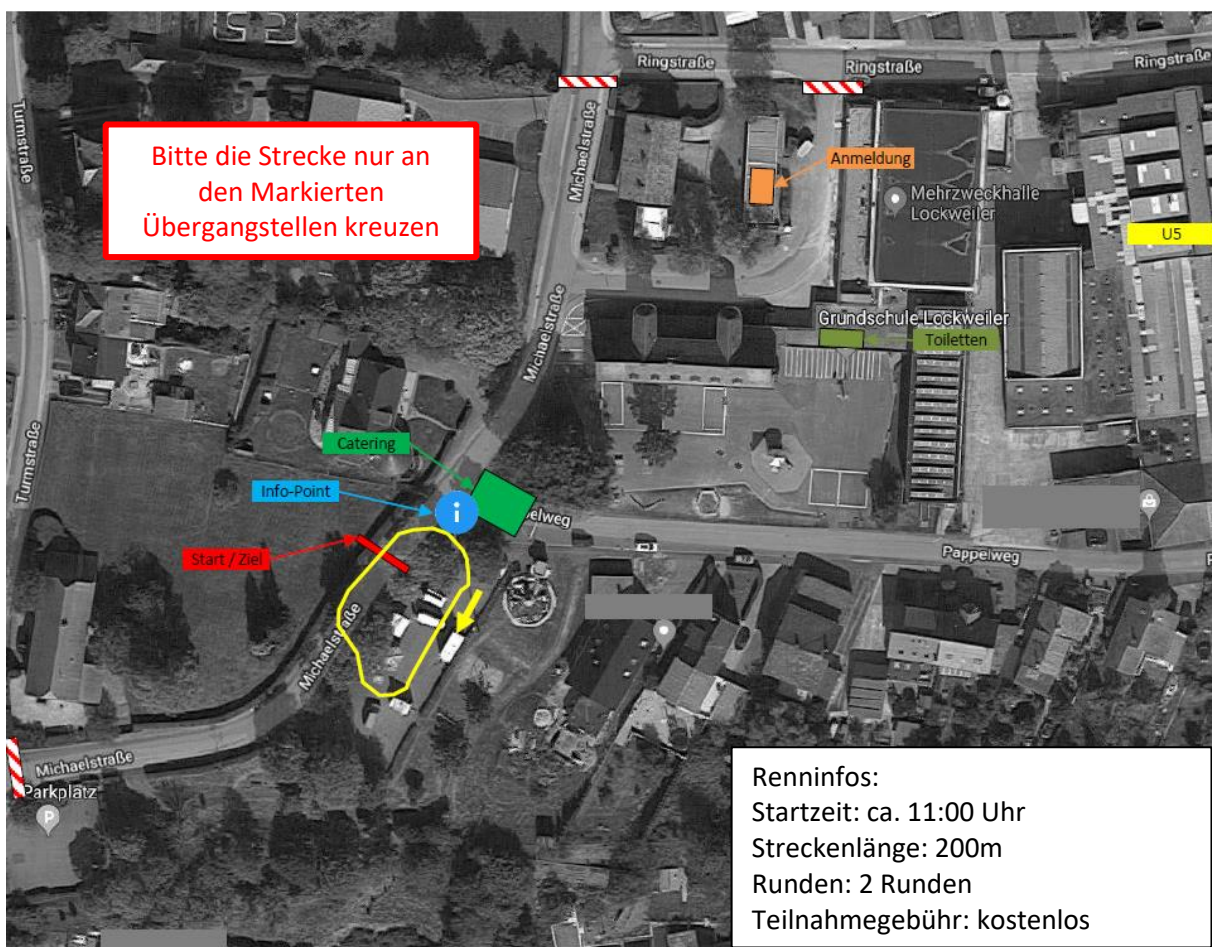 Ringstraße
Ringstraße
Ringstraße
Turmstraße
Michaelstraße
Bitte die Strecke nur an
den Markierten
Übergangstellen kreuzen
Anmeldung
Mehrzweckhalle
Lockweiler
U5
Michaelstraße
Grundschule Lockweiler
Toiletten
Turmstraße
Catering
Info-Point
i
elweg
Start / Ziel
Pappelweg
P
Michaelstraße
Michaelstraße
Parkplatz
P
Renninfos:
Startzeit: ca. 11:00 Uhr
Streckenlänge: 200m
Runden: 2 Runden
Teilnahmegebühr: kostenlos